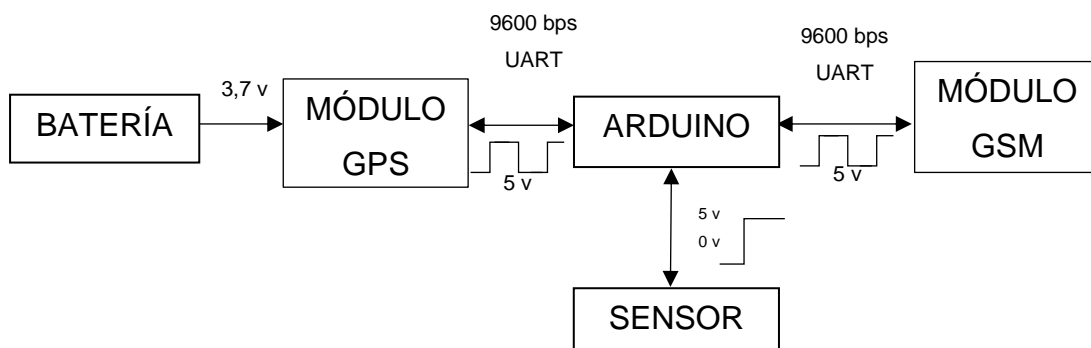 BATERÍA
3,7 v
MÓDULO
GPS
9600 bps
UART
5 v
ARDUINO
9600 bps
UART
5 v
MÓDULO
GSM
5 v
0 v
SENSOR